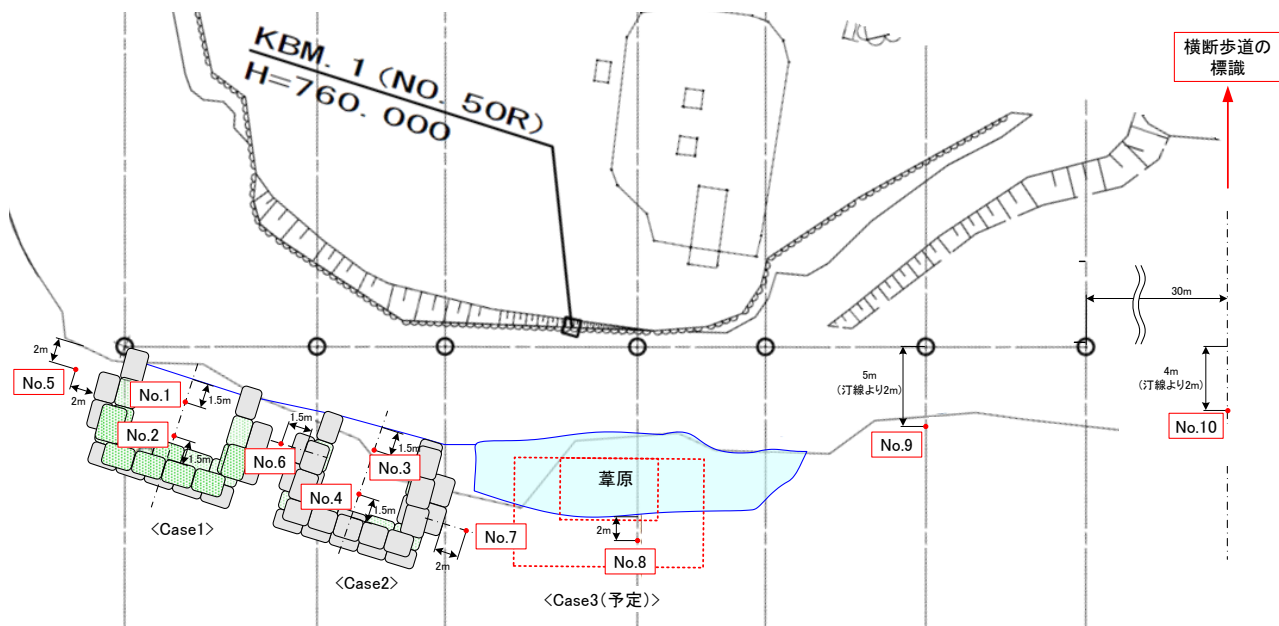 KBM. 1 (NO. 50R)
H=760. 000
横断歩道の
標識
30m
2m
No.5
2m
No.1
1.5m
No.2
1.5m
No.6
1.5m
No.3
1.5m
No.4
1.5m
No.7
2m
葦原
2m
No.8
5m
(汀線より2m)
No.9
4m
(汀線より2m)
No.10
<Case1>
<Case2>
<Case3(予定)>